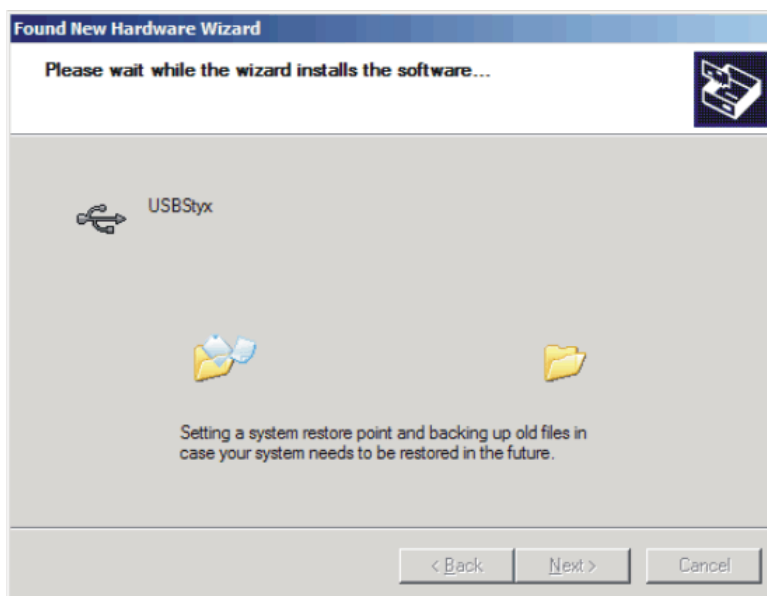 Found New Hardware Wizard
Please wait while the wizard installs the software...
USBStyx
Setting a system restore point and backing up old files in
case your system needs to be restored in the future.
< Back
Next >
Cancel